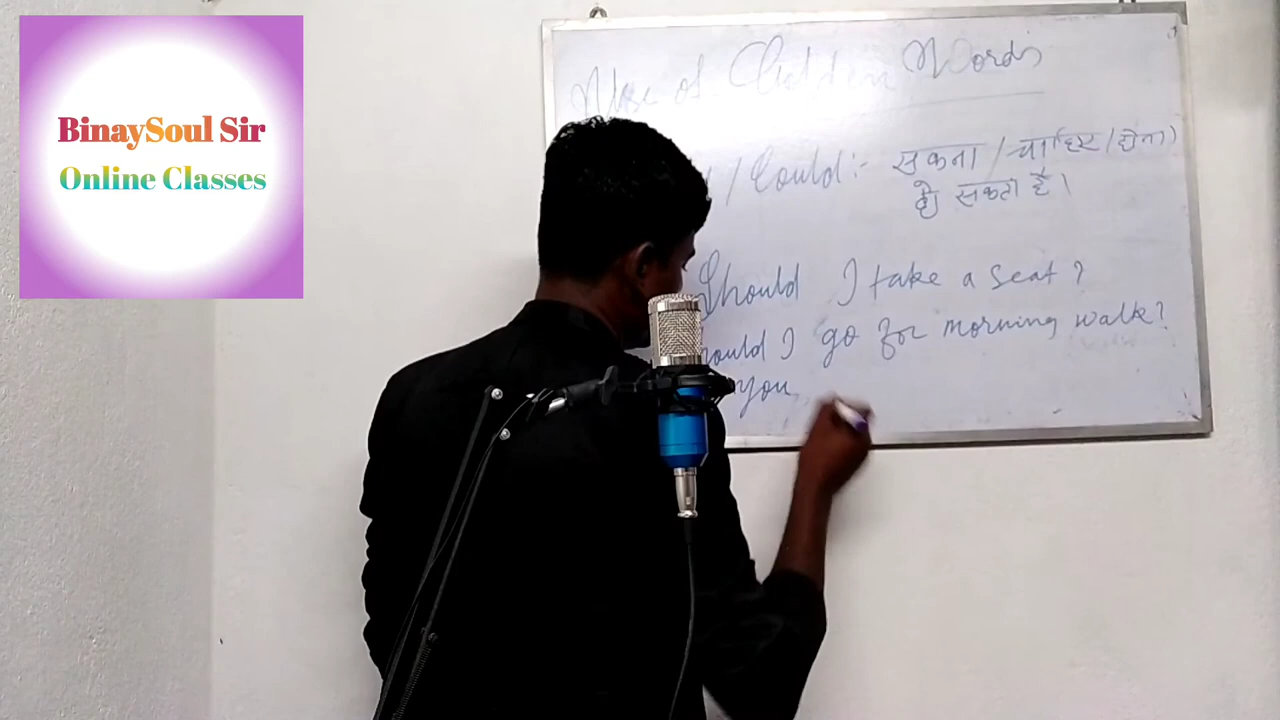 BinaySoul Sir
Online Classes
Use of Golden Words
/ Could :- सकना / चाहिए / होना)
हो सकता है।
Should I take a seat ?
ould I go for morning walk?
you